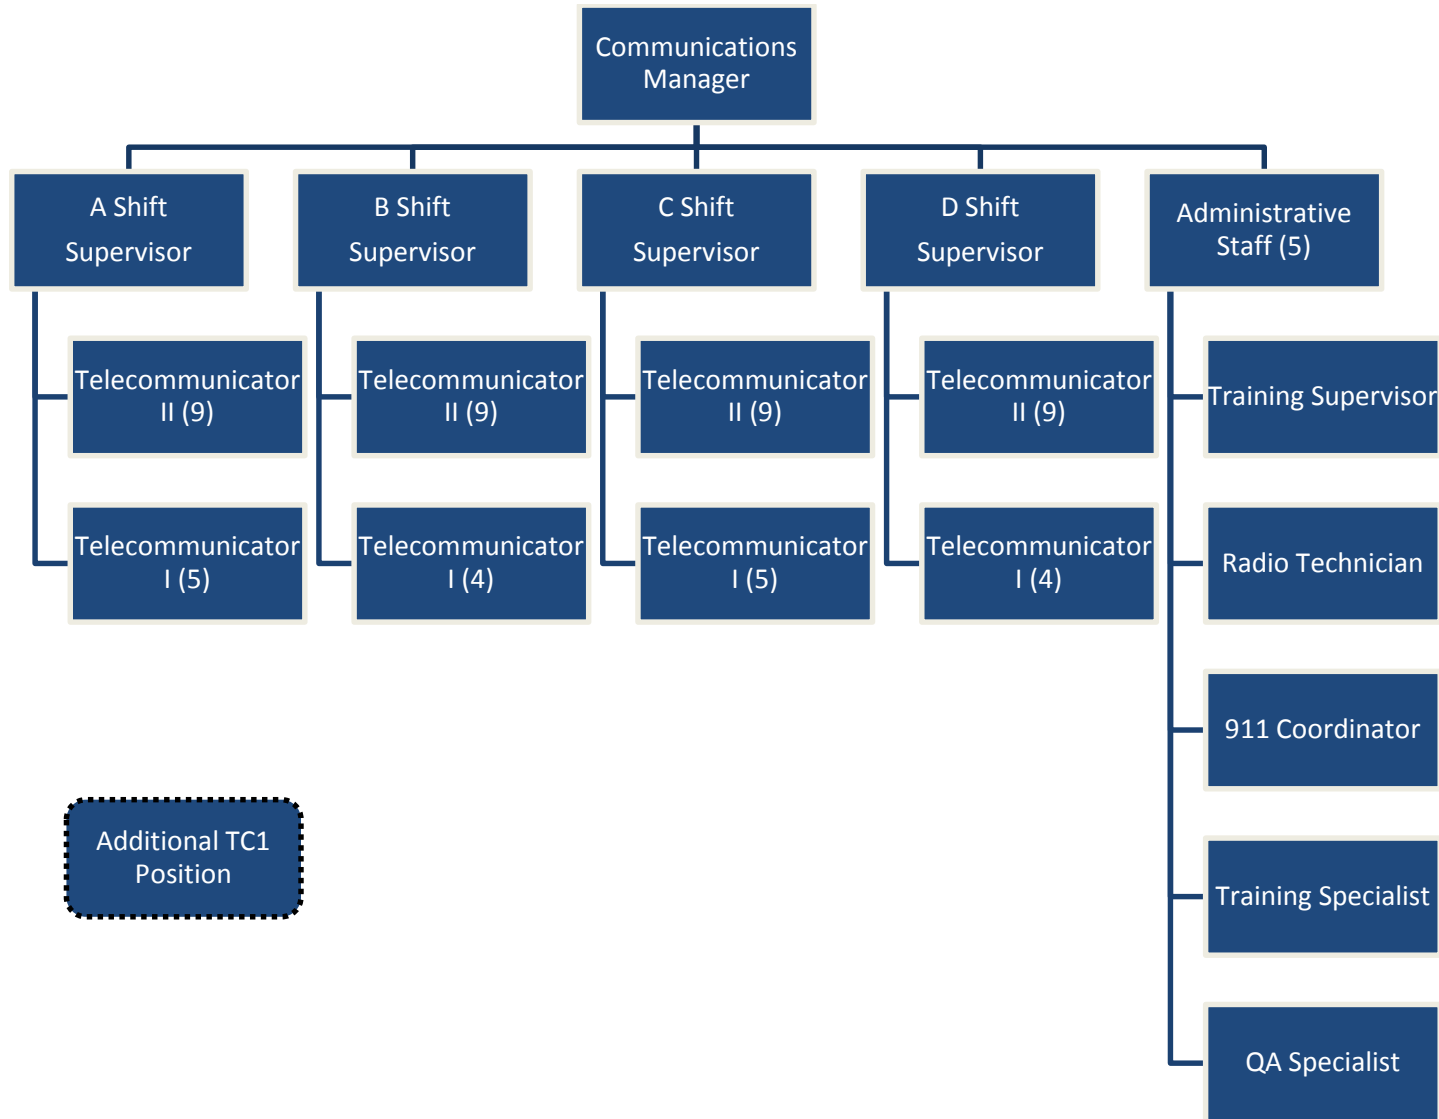 Communications
Manager
A Shift
Supervisor
B Shift
Supervisor
C Shift
Supervisor
D Shift
Supervisor
Administrative
Staff (5)
Telecommunicator
II (9)
Telecommunicator
II (9)
Telecommunicator
II (9)
Telecommunicator
II (9)
Training Supervisor
Telecommunicator
I (5)
Telecommunicator
I (4)
Telecommunicator
I (5)
Telecommunicator
I (4)
Radio Technician
911 Coordinator
Additional TC1
Position
Training Specialist
QA Specialist